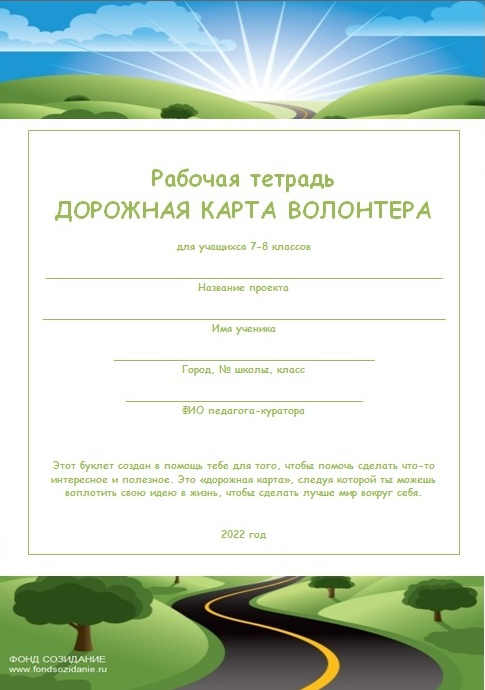 Рабочая тетрадь
ДОРОЖНАЯ КАРТА ВОЛОНТЕРА
для учащихся 7-8 классов
Название проекта
Имя ученика
Город, № школы, класс
ФИО педагога-куратора
Этот буклет создан в помощь тебе для того, чтобы помочь сделать что-то
интересное и полезное. Это «дорожная карта», следуя которой ты можешь
воплотить свою идею в жизнь, чтобы сделать лучше мир вокруг себя.
2022 год
ФОНД СОЗИДАНИЕ
www.fondsozidanie.ru